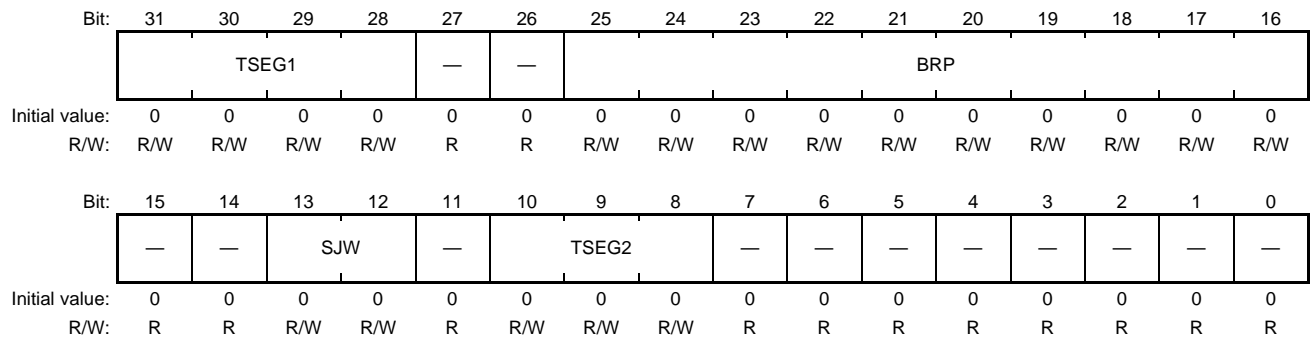 Bit: 31 30 29 28 27 26 25 24 23 22 21 20 19 18 17 16
TSEG1 — — BRP
Initial value: 0 0 0 0 0 0 0 0 0 0 0 0 0 0 0 0
R/W: R/W R/W R/W R/W R R R/W R/W R/W R/W R/W R/W R/W R/W R/W R/W
Bit: 15 14 13 12 11 10 9 8 7 6 5 4 3 2 1 0
— — SJW — TSEG2 — — — — — — — —
Initial value: 0 0 0 0 0 0 0 0 0 0 0 0 0 0 0 0
R/W: R R R/W R/W R R/W R/W R/W R R R R R R R R